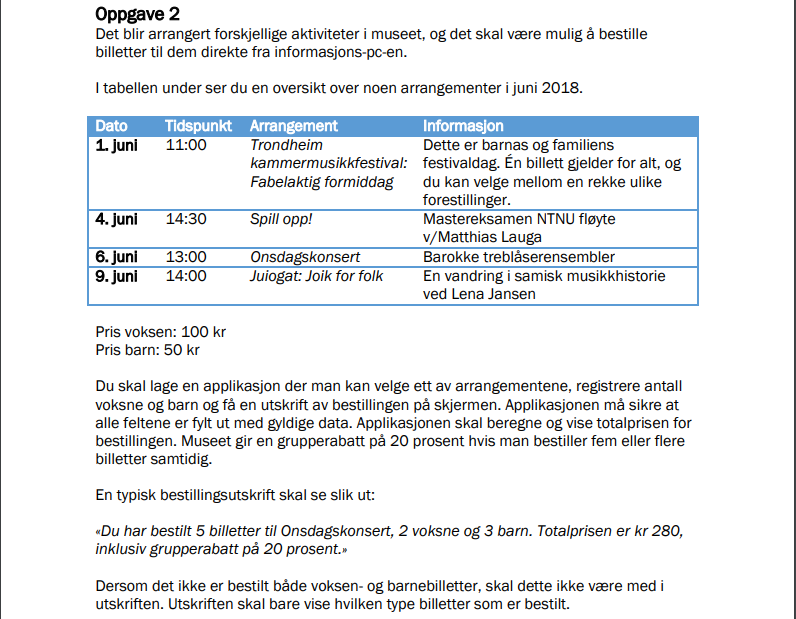 Oppgave 2
Det blir arrangert forskjellige aktiviteter i museet, og det skal være mulig å bestille
billetter til dem direkte fra informasjons-pc-en.
I tabellen under ser du en oversikt over noen arrangementer i juni 2018.
Dato Tidspunkt Arrangement Informasjon
1. juni 11:00 Trondheim Dette er barnas og familiens
kammermusikkfestival: festivaldag. Én billett gjelder for alt, og
Fabelaktig formiddag du kan velge mellom en rekke ulike
forestillinger.
4. juni 14:30 Spill opp! Mastereksamen NTNU fløyte
v/Matthias Lauga
6. juni 13:00 Onsdagskonsert Barokke treblåserensembler
9. juni 14:00 Juiogat: Joik for folk En vandring i samisk musikkhistorie
ved Lena Jansen
Pris voksen: 100 kr
Pris barn: 50 kr
Du skal lage en applikasjon der man kan velge ett av arrangementene, registrere antall
voksne og barn og få en utskrift av bestillingen på skjermen. Applikasjonen må sikre at
alle feltene er fylt ut med gyldige data. Applikasjonen skal beregne og vise totalprisen for
bestillingen. Museet gir en grupperabatt på 20 prosent hvis man bestiller fem eller flere
billetter samtidig.
En typisk bestillingsutskrift skal se slik ut:
«Du har bestilt 5 billetter til Onsdagskonsert, 2 voksne og 3 barn. Totalprisen er kr 280,
inklusiv grupperabatt på 20 prosent.»
Dersom det ikke er bestilt både voksen- og barnebilletter, skal dette ikke være med i
utskriften. Utskriften skal bare vise hvilken type billetter som er bestilt.